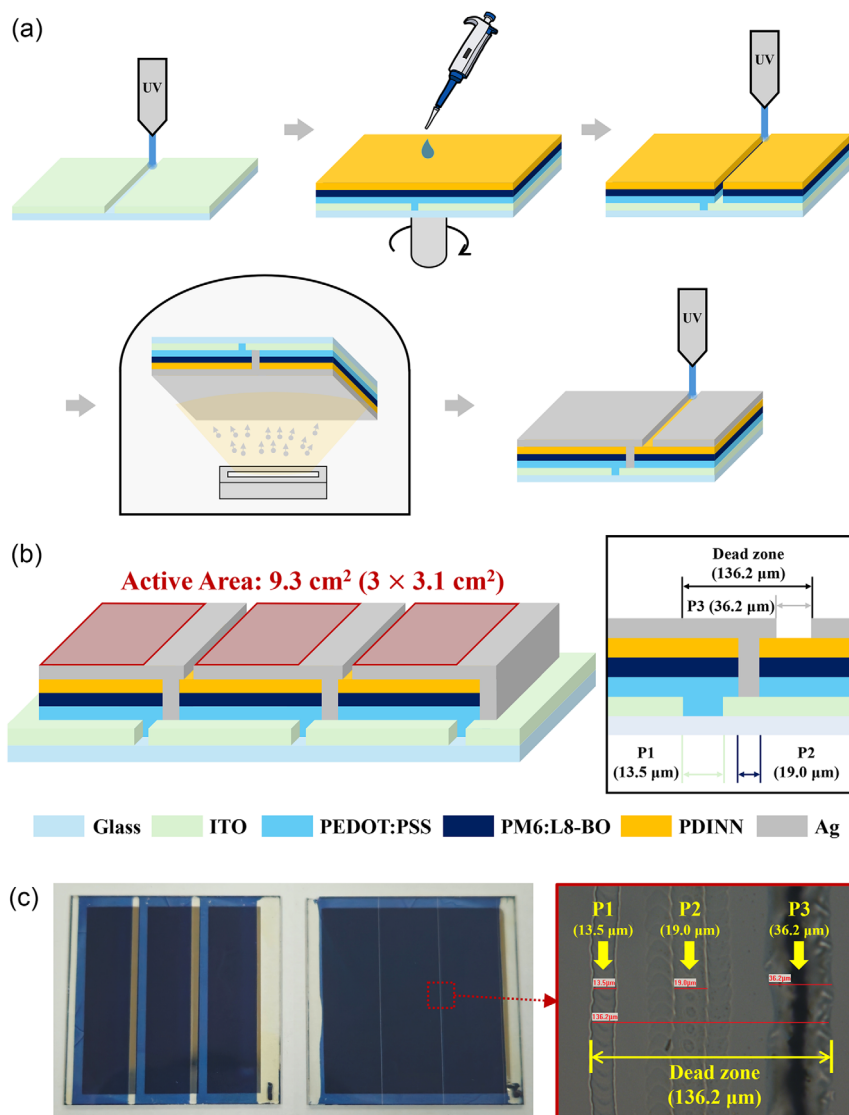 (a)
UV
UV
UV
(b)
Active Area: 9.3 cm² (3 × 3.1 cm²)
Dead zone
(136.2 μm)
P3 (36.2 μm)
P1
(13.5 μm)
P2
(19.0 μm)
Glass
ITO
PEDOT:PSS
PM6:L8-BO
PDINN
Ag
(c)
P1
(13.5 μm)
P2
(19.0 μm)
P3
(36.2 μm)
13.5μm
19.0μm
36.2μm
136.2μm
Dead zone
(136.2 μm)